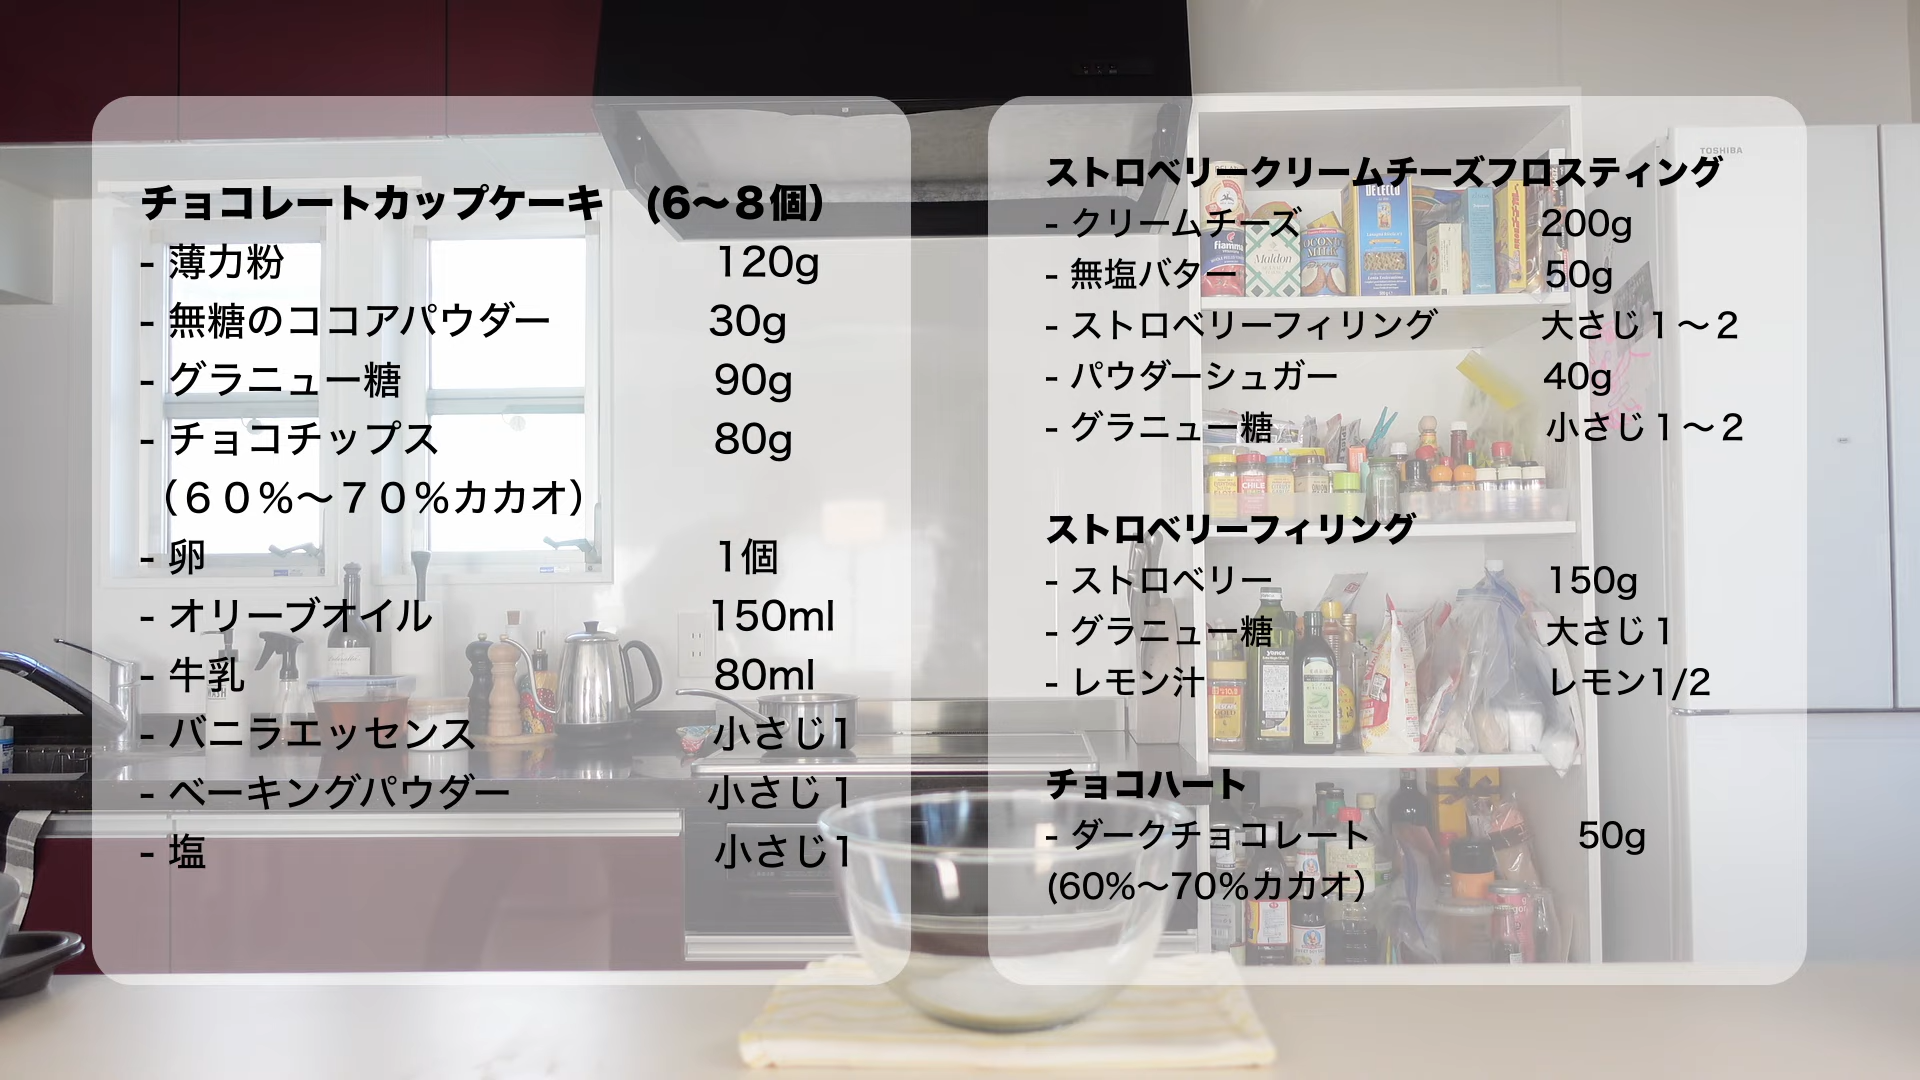 チョコレートカップケーキ (6〜８個）
- 薄力粉 120g
- 無糖のココアパウダー 30g
- グラニュー糖 90g
- チョコチップス 80g
（６０％〜７０％カカオ）
- 卵 1個
- オリーブオイル 150ml
- 牛乳 80ml
- バニラエッセンス 小さじ1
- ベーキングパウダー 小さじ１
- 塩 小さじ1
ストロベリークリームチーズフロスティング
- クリームチーズ 200g
- 無塩バター 50g
- ストロベリーフィリング 大さじ１〜２
- パウダーシュガー 40g
- グラニュー糖 小さじ１〜２
ストロベリーフィリング
- ストロベリー 150g
- グラニュー糖 大さじ１
- レモン汁 レモン1/2
チョコハート
- ダークチョコレート 50g
(60%〜70%カカオ）
TOSHIBA
DELECTO
fiamma
Maldon
COCONUT
MILK
CHILE
yanca